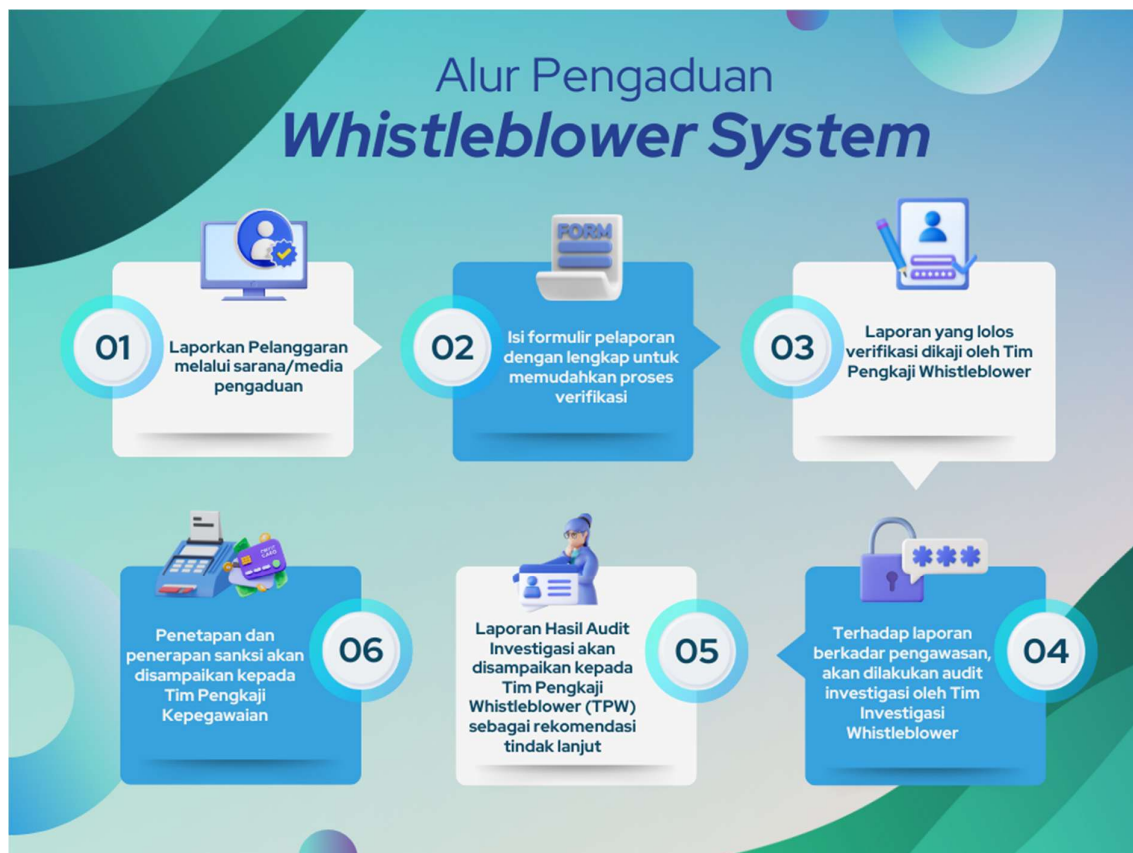 Alur Pengaduan
Whistleblower System
01
Laporkan Pelanggaran
melalui sarana/media
pengaduan
FORM
02
Isi formulir pelaporan
dengan lengkap untuk
memudahkan proses
verifikasi
03
Laporan yang lolos
verifikasi dikaji oleh Tim
Pengkaji Whistleblower
***
04
Terhadap laporan
berkadar pengawasan,
akan dilakukan audit
investigasi oleh Tim
Investigasi
Whistleblower
05
Laporan Hasil Audit
Investigasi akan
disampaikan kepada
Tim Pengkaji
Whistleblower (TPW)
sebagai rekomendasi
tindak lanjut
06
Penetapan dan
penerapan sanksi akan
disampaikan kepada
Tim Pengkaji
Kepegawaian